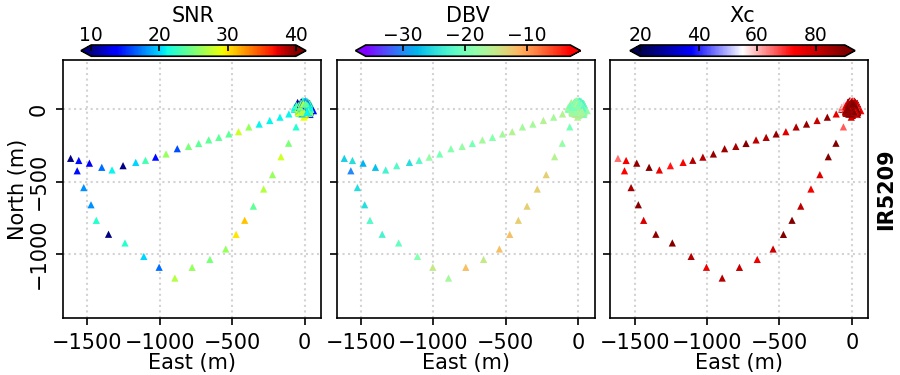 SNR DBV Xc
10 20 30 40 −30 −20 −10 20 40 60 80
0
−500
−1000
North (m)
IR5209
−1500 −1000 −500 0 −1500 −1000 −500 0 −1500 −1000 −500 0
East (m) East (m) East (m)